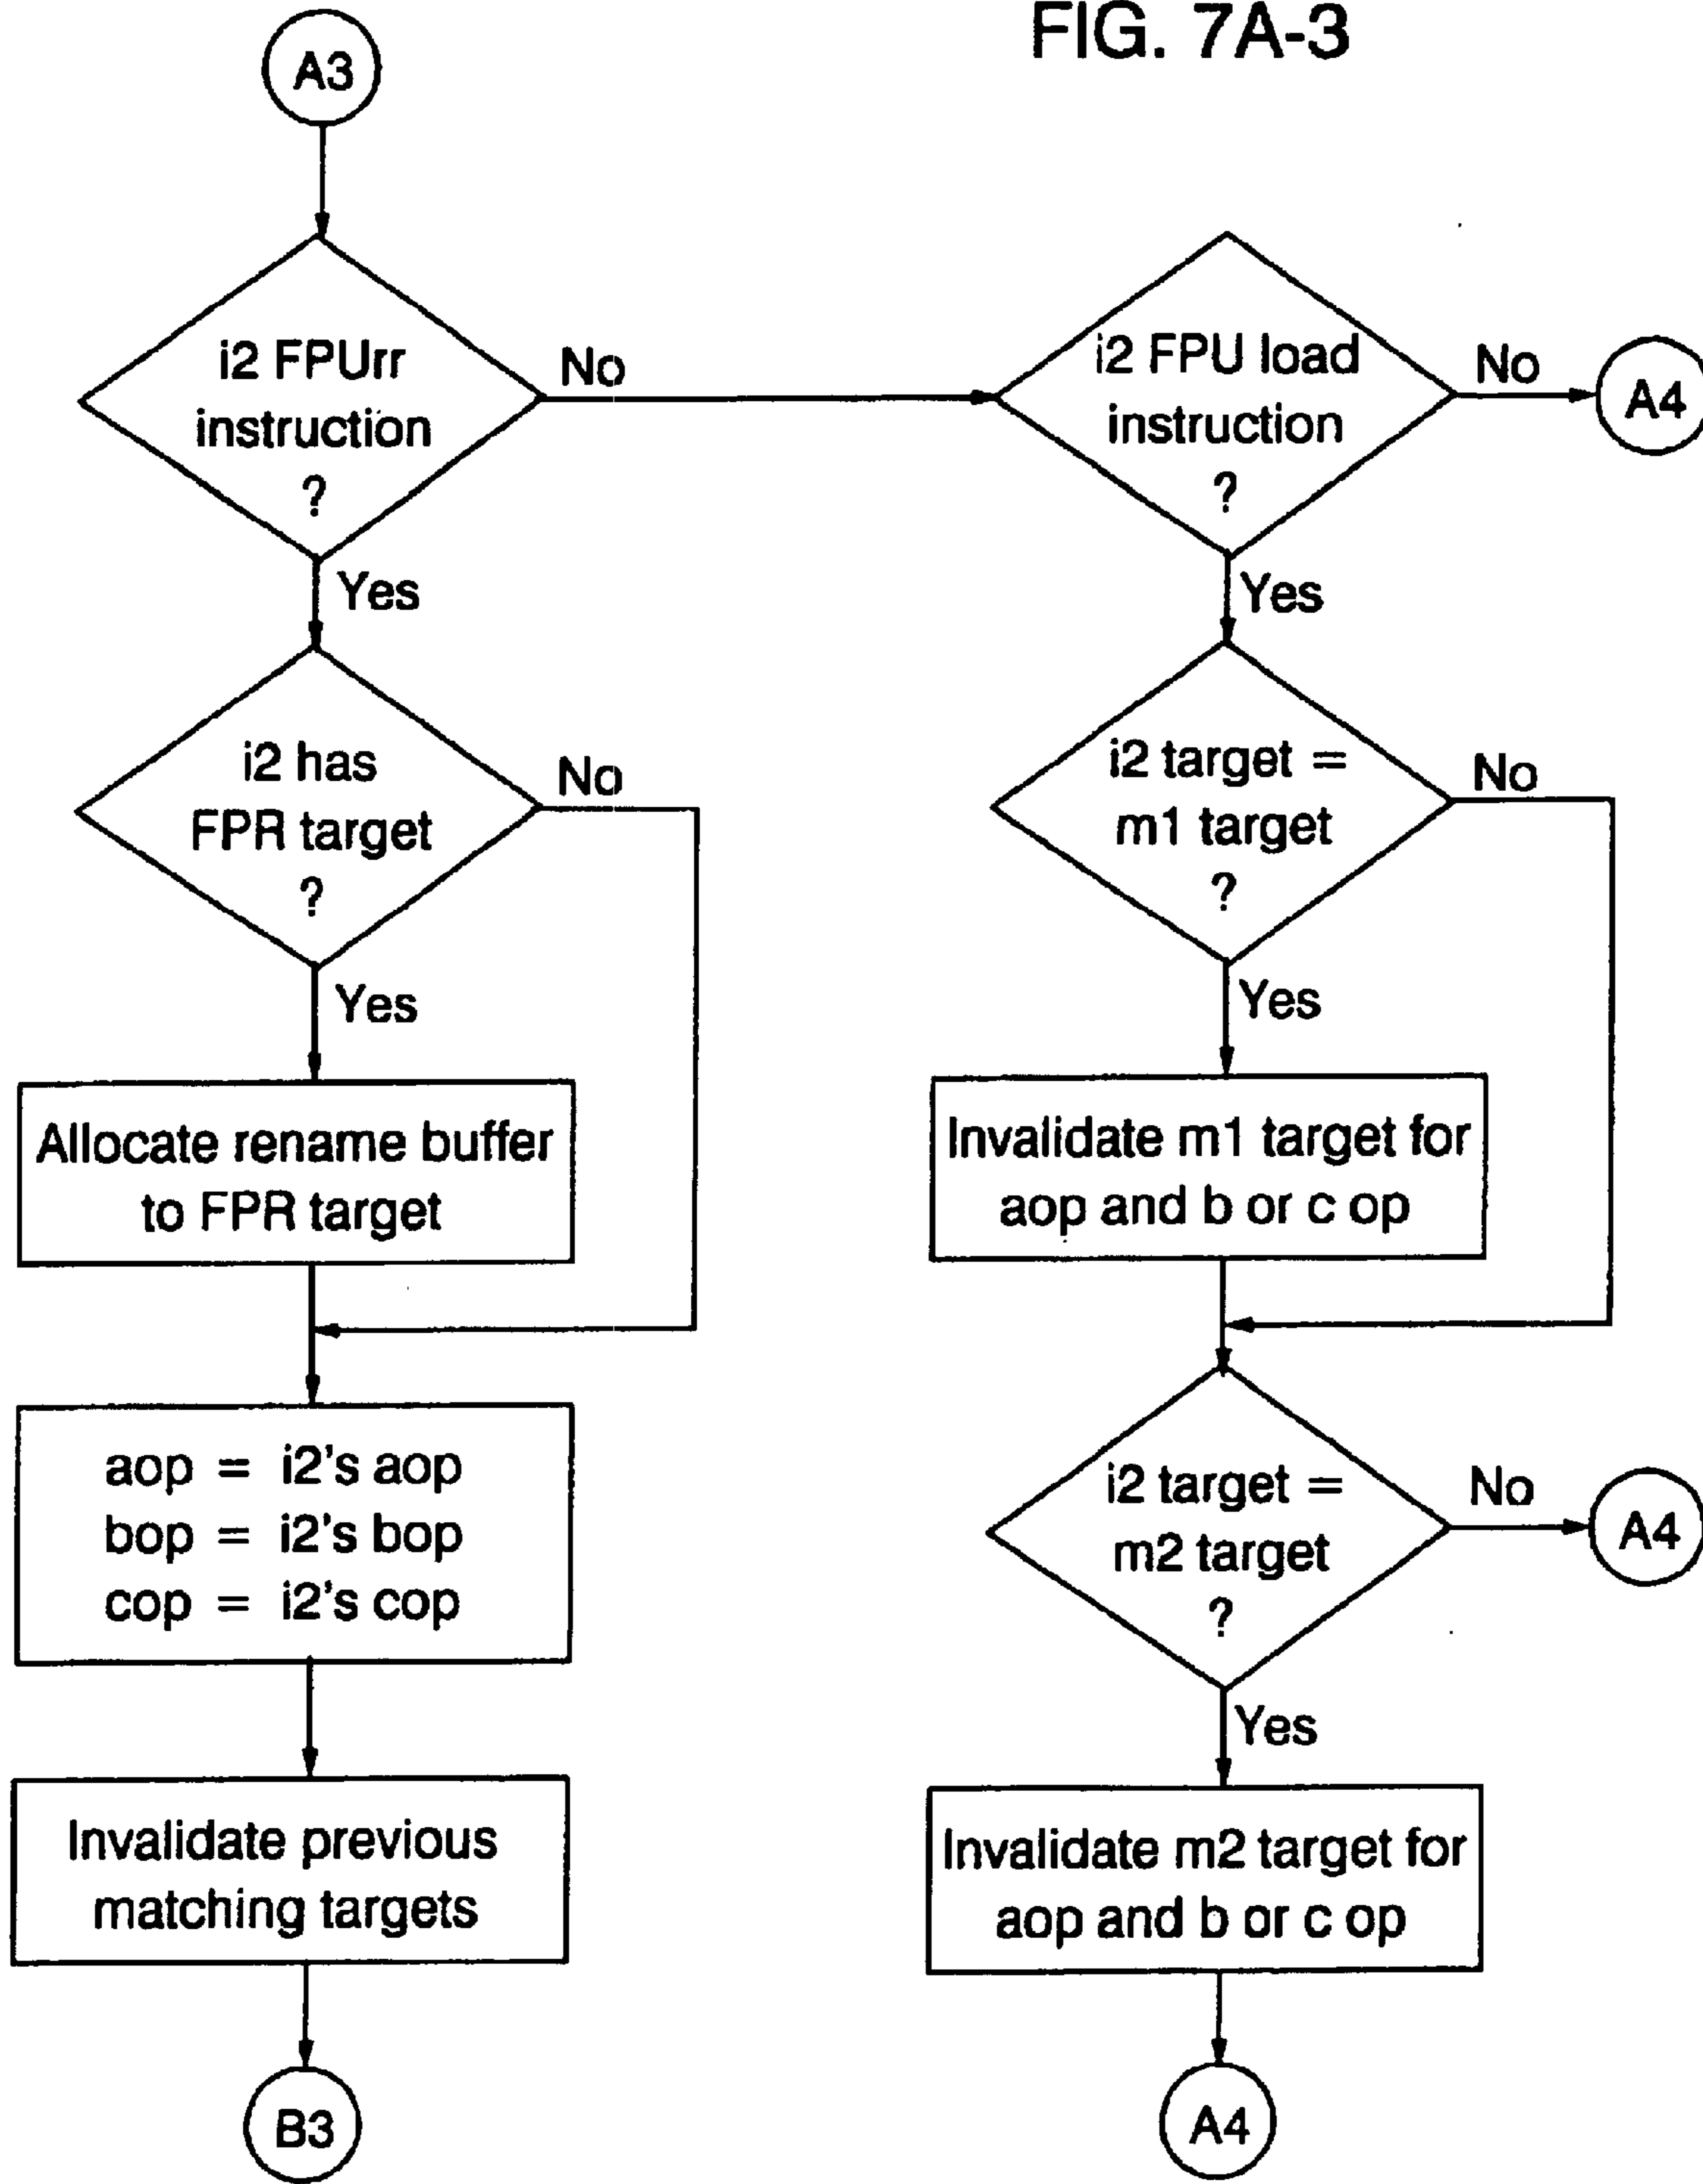 FIG. 7A-3
A3
i2 FPUrr
instruction
?
No
Yes
i2 FPU load
instruction
?
No
A4
Yes
i2 has
FPR target
?
No
Yes
i2 target =
m1 target
?
No
Yes
Allocate rename buffer
to FPR target
Invalidate m1 target for
aop and b or c op
aop = i2's aop
bop = i2's bop
cop = i2's cop
i2 target =
m2 target
?
No
A4
Yes
Invalidate previous
matching targets
Invalidate m2 target for
aop and b or c op
B3
A4